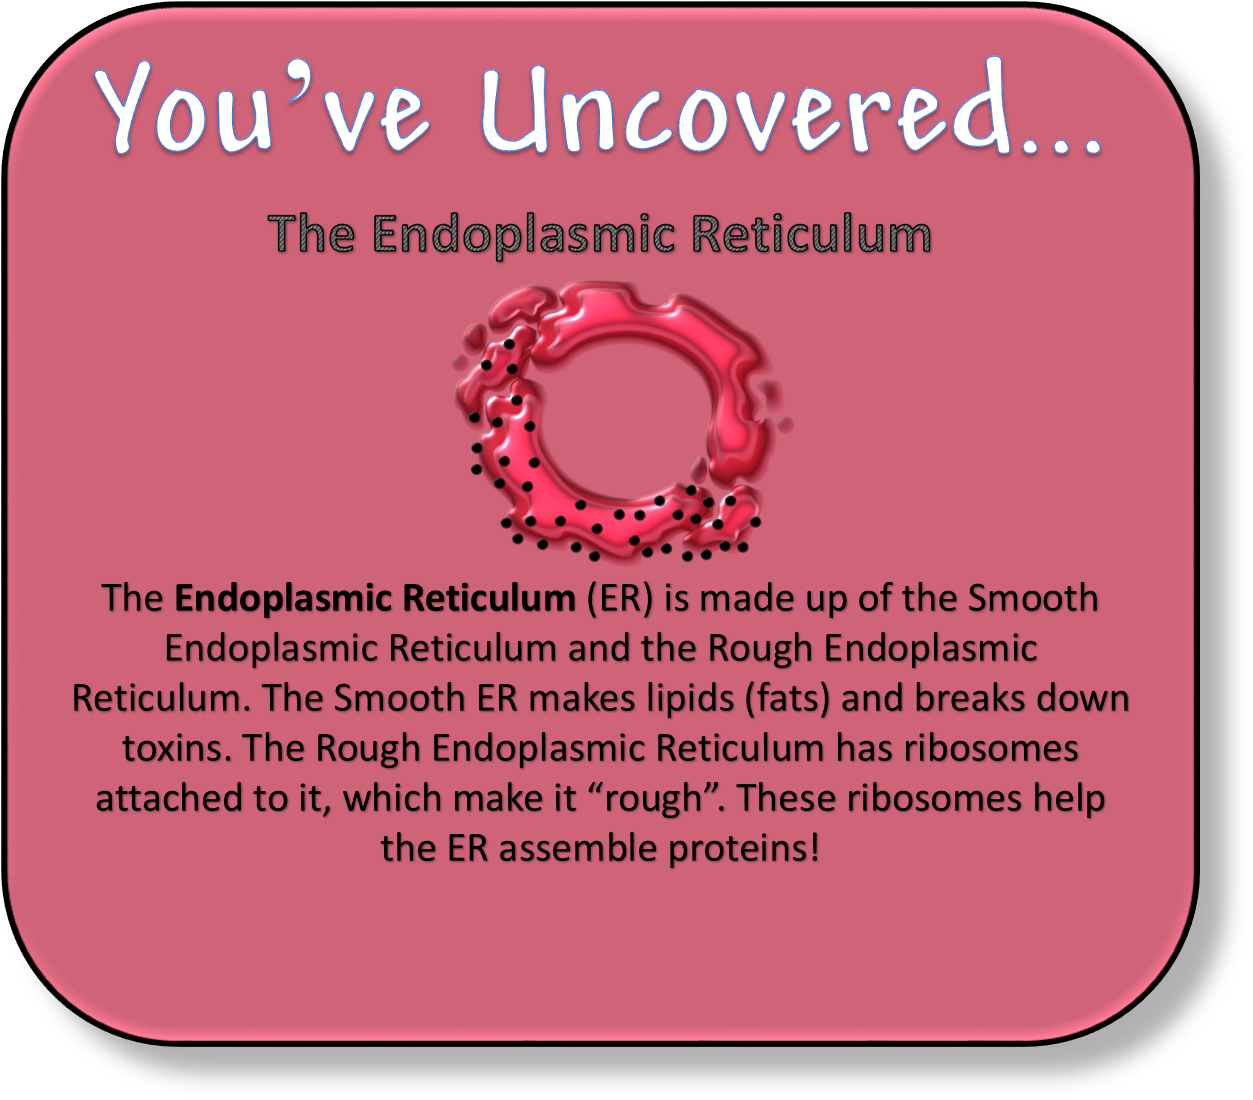 You’ve Uncovered...
The Endoplasmic Reticulum
The Endoplasmic Reticulum (ER) is made up of the Smooth
Endoplasmic Reticulum and the Rough Endoplasmic
Reticulum. The Smooth ER makes lipids (fats) and breaks down
toxins. The Rough Endoplasmic Reticulum has ribosomes
attached to it, which make it “rough”. These ribosomes help
the ER assemble proteins!